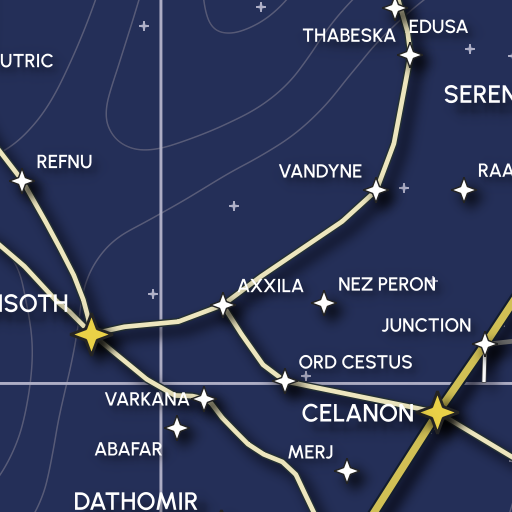 EDUSA
THABESKA
UTRIC
SEREN
REFNU
VANDYNE
RAA
AXXILA
NEZ PERON
ISOTH
JUNCTION
ORD CESTUS
VARKANA
CELANON
ABAFAR
MERJ
DATHOMIR